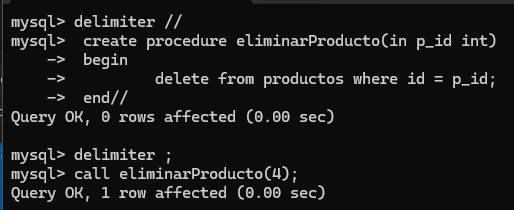 mysql> delimiter //
mysql>  create procedure eliminarProducto(in p_id int)
    ->  begin
    ->          delete from productos where id = p_id;
    ->  end//
Query OK, 0 rows affected (0.00 sec)

mysql> delimiter ;
mysql> call eliminarProducto(4);
Query OK, 1 row affected (0.00 sec)